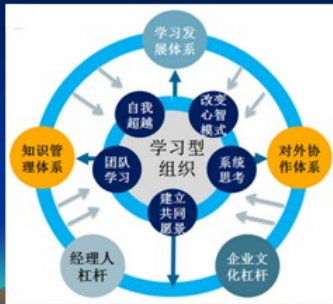 学习发
展体系
自我
超越
改变
心智
模式
知识管
理体系
团队
学习
学习型
组织
系统
思考
对外协
作体系
建立
共同
愿景
经理人
杠杆
企业文
化杠杆